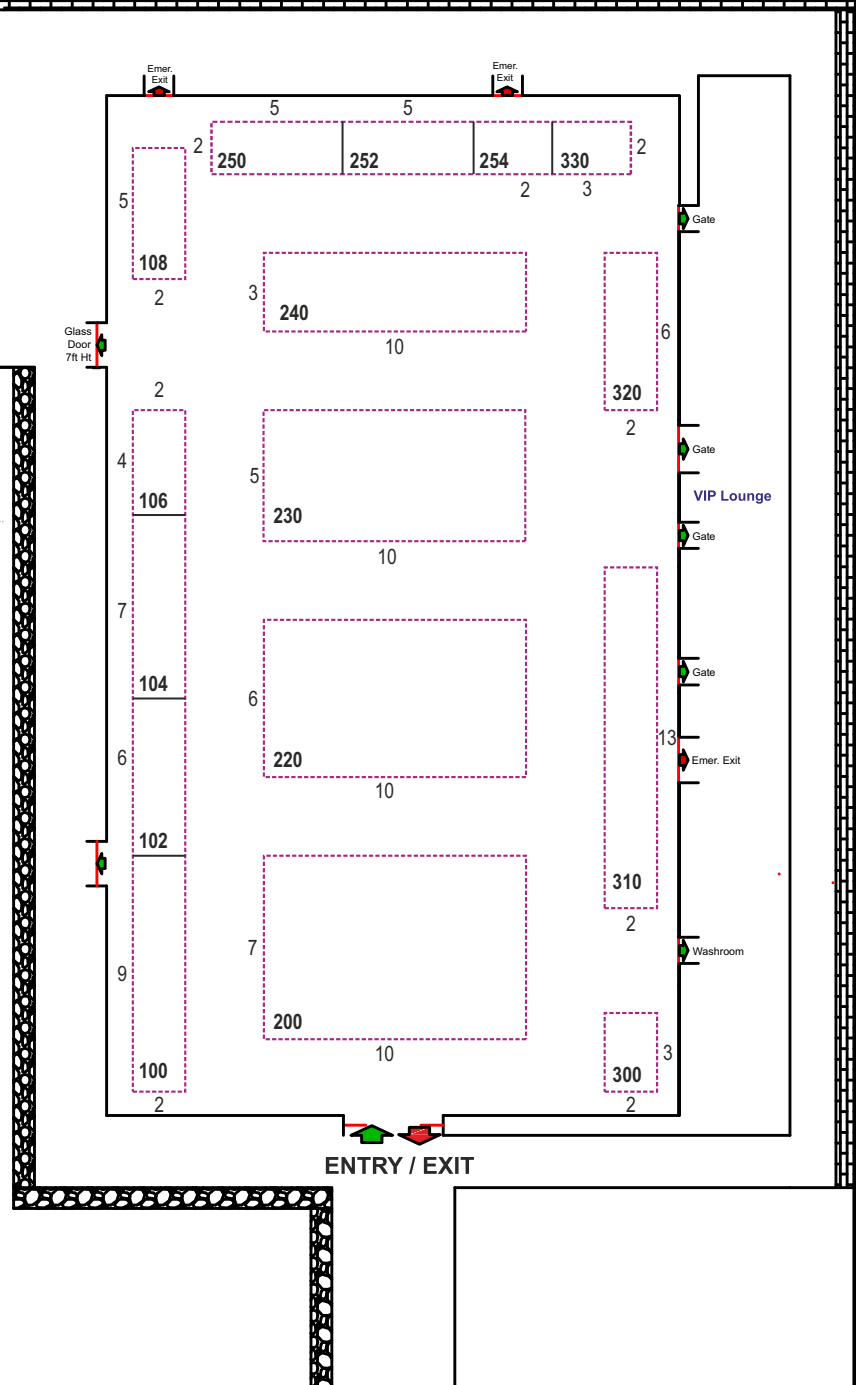 Emer.
Exit
Emer.
Exit
5
5
2
250
252
254
330
2
2
3
5
108
2
Gate
3
240
10
6
320
2
Glass
Door
7ft Ht
2
4
106
5
230
10
Gate
VIP Lounge
Gate
7
104
6
220
10
Gate
13
Emer. Exit
310
2
6
102
Washroom
9
100
2
7
200
10
3
300
2
ENTRY / EXIT